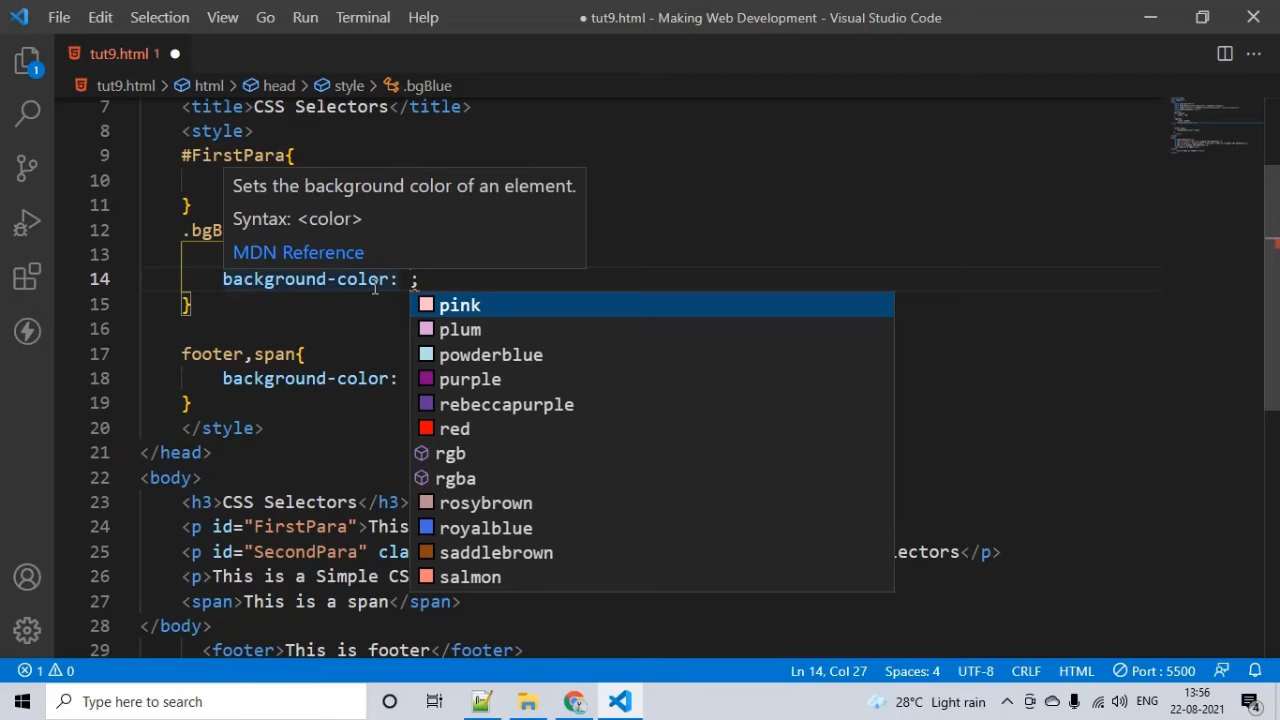 File Edit Selection View Go Run Terminal Help
● tut9.html - Making Web Development - Visual Studio Code
1
tut9.html 1 ●
tut9.html > html > head > style > .bgBlue
7 <title>CSS Selectors</title>
8 <style>
9 #FirstPara{
10
Sets the background color of an element.
11 }
Syntax: <color>
12 .bgB
13
MDN Reference
14 background-color: ;
15 }
pink
16
plum
17 footer,span{
powderblue
18 background-color:
purple
19 }
rebeccapurple
20 </style>
red
21 </head>
rgb
22 <body>
rgba
23 <h3>CSS Selectors</h3>
rosybrown
24 <p id="FirstPara">This
royalblue
25 <p id="SecondPara" cla
saddlebrown
lectors</p>
26 <p>This is a Simple CS
salmon
27 <span>This is a span</span>
28 </body>
29 <footer>This is footer</footer>
1 0
Ln 14, Col 27 Spaces: 4 UTF-8 CRLF HTML Port : 5500
Type here to search
28°C Light rain
ENG
13:56
22-08-2021
4